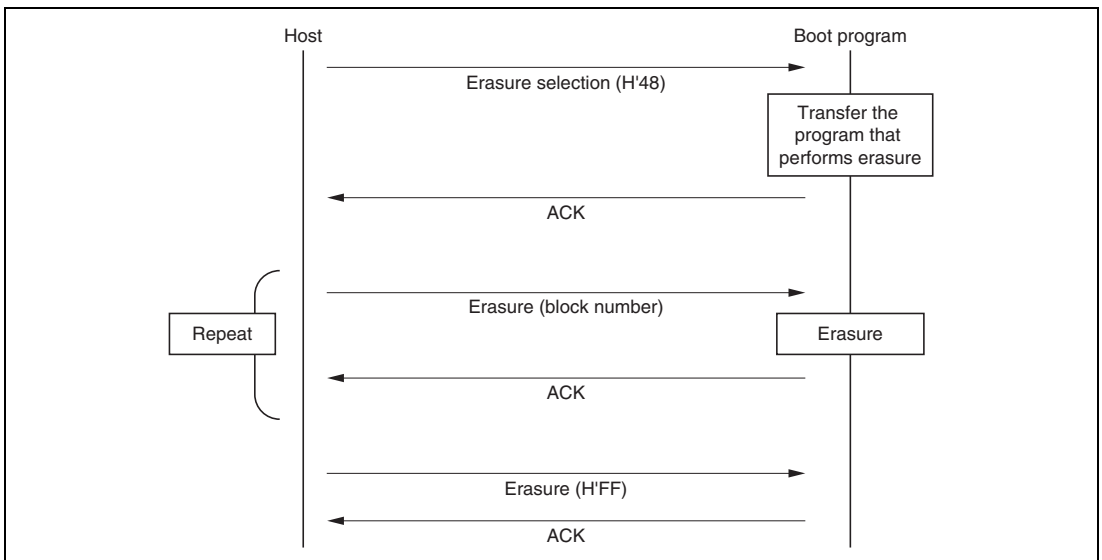 Host
Boot program
Erasure selection (H'48)
Transfer the
program that
performs erasure
ACK
Erasure (block number)
Repeat
Erasure
ACK
Erasure (H'FF)
ACK